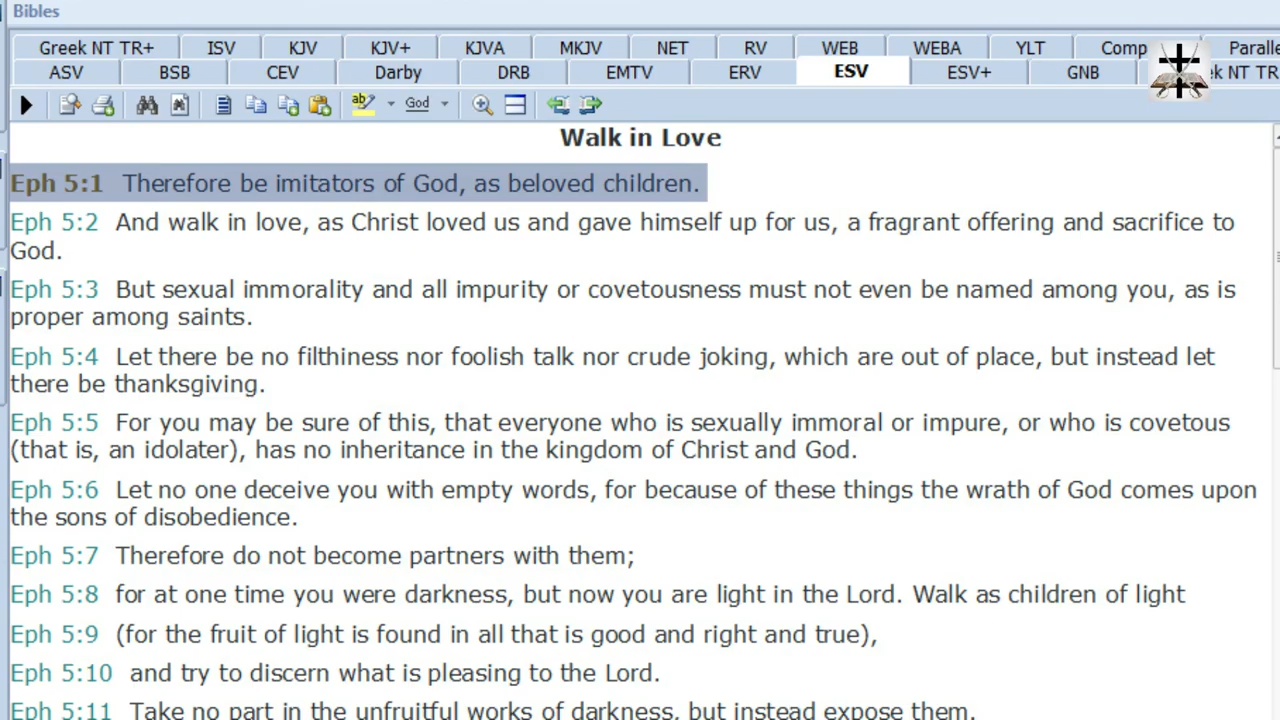 Bibles
Greek NT TR+ ISV KJV KJV+ KJVA MKJV NET RV WEB WEBA YLT Comp Paralle
ASV BSB CEV Darby DRB EMTV ERV ESV ESV+ GNB ek NT TR
ab God
Walk in Love
Eph 5:1 Therefore be imitators of God, as beloved children.
Eph 5:2 And walk in love, as Christ loved us and gave himself up for us, a fragrant offering and sacrifice to
God.
Eph 5:3 But sexual immorality and all impurity or covetousness must not even be named among you, as is
proper among saints.
Eph 5:4 Let there be no filthiness nor foolish talk nor crude joking, which are out of place, but instead let
there be thanksgiving.
Eph 5:5 For you may be sure of this, that everyone who is sexually immoral or impure, or who is covetous
(that is, an idolater), has no inheritance in the kingdom of Christ and God.
Eph 5:6 Let no one deceive you with empty words, for because of these things the wrath of God comes upon
the sons of disobedience.
Eph 5:7 Therefore do not become partners with them;
Eph 5:8 for at one time you were darkness, but now you are light in the Lord. Walk as children of light
Eph 5:9 (for the fruit of light is found in all that is good and right and true),
Eph 5:10 and try to discern what is pleasing to the Lord.
Eph 5:11 Take no part in the unfruitful works of darkness, but instead expose them.